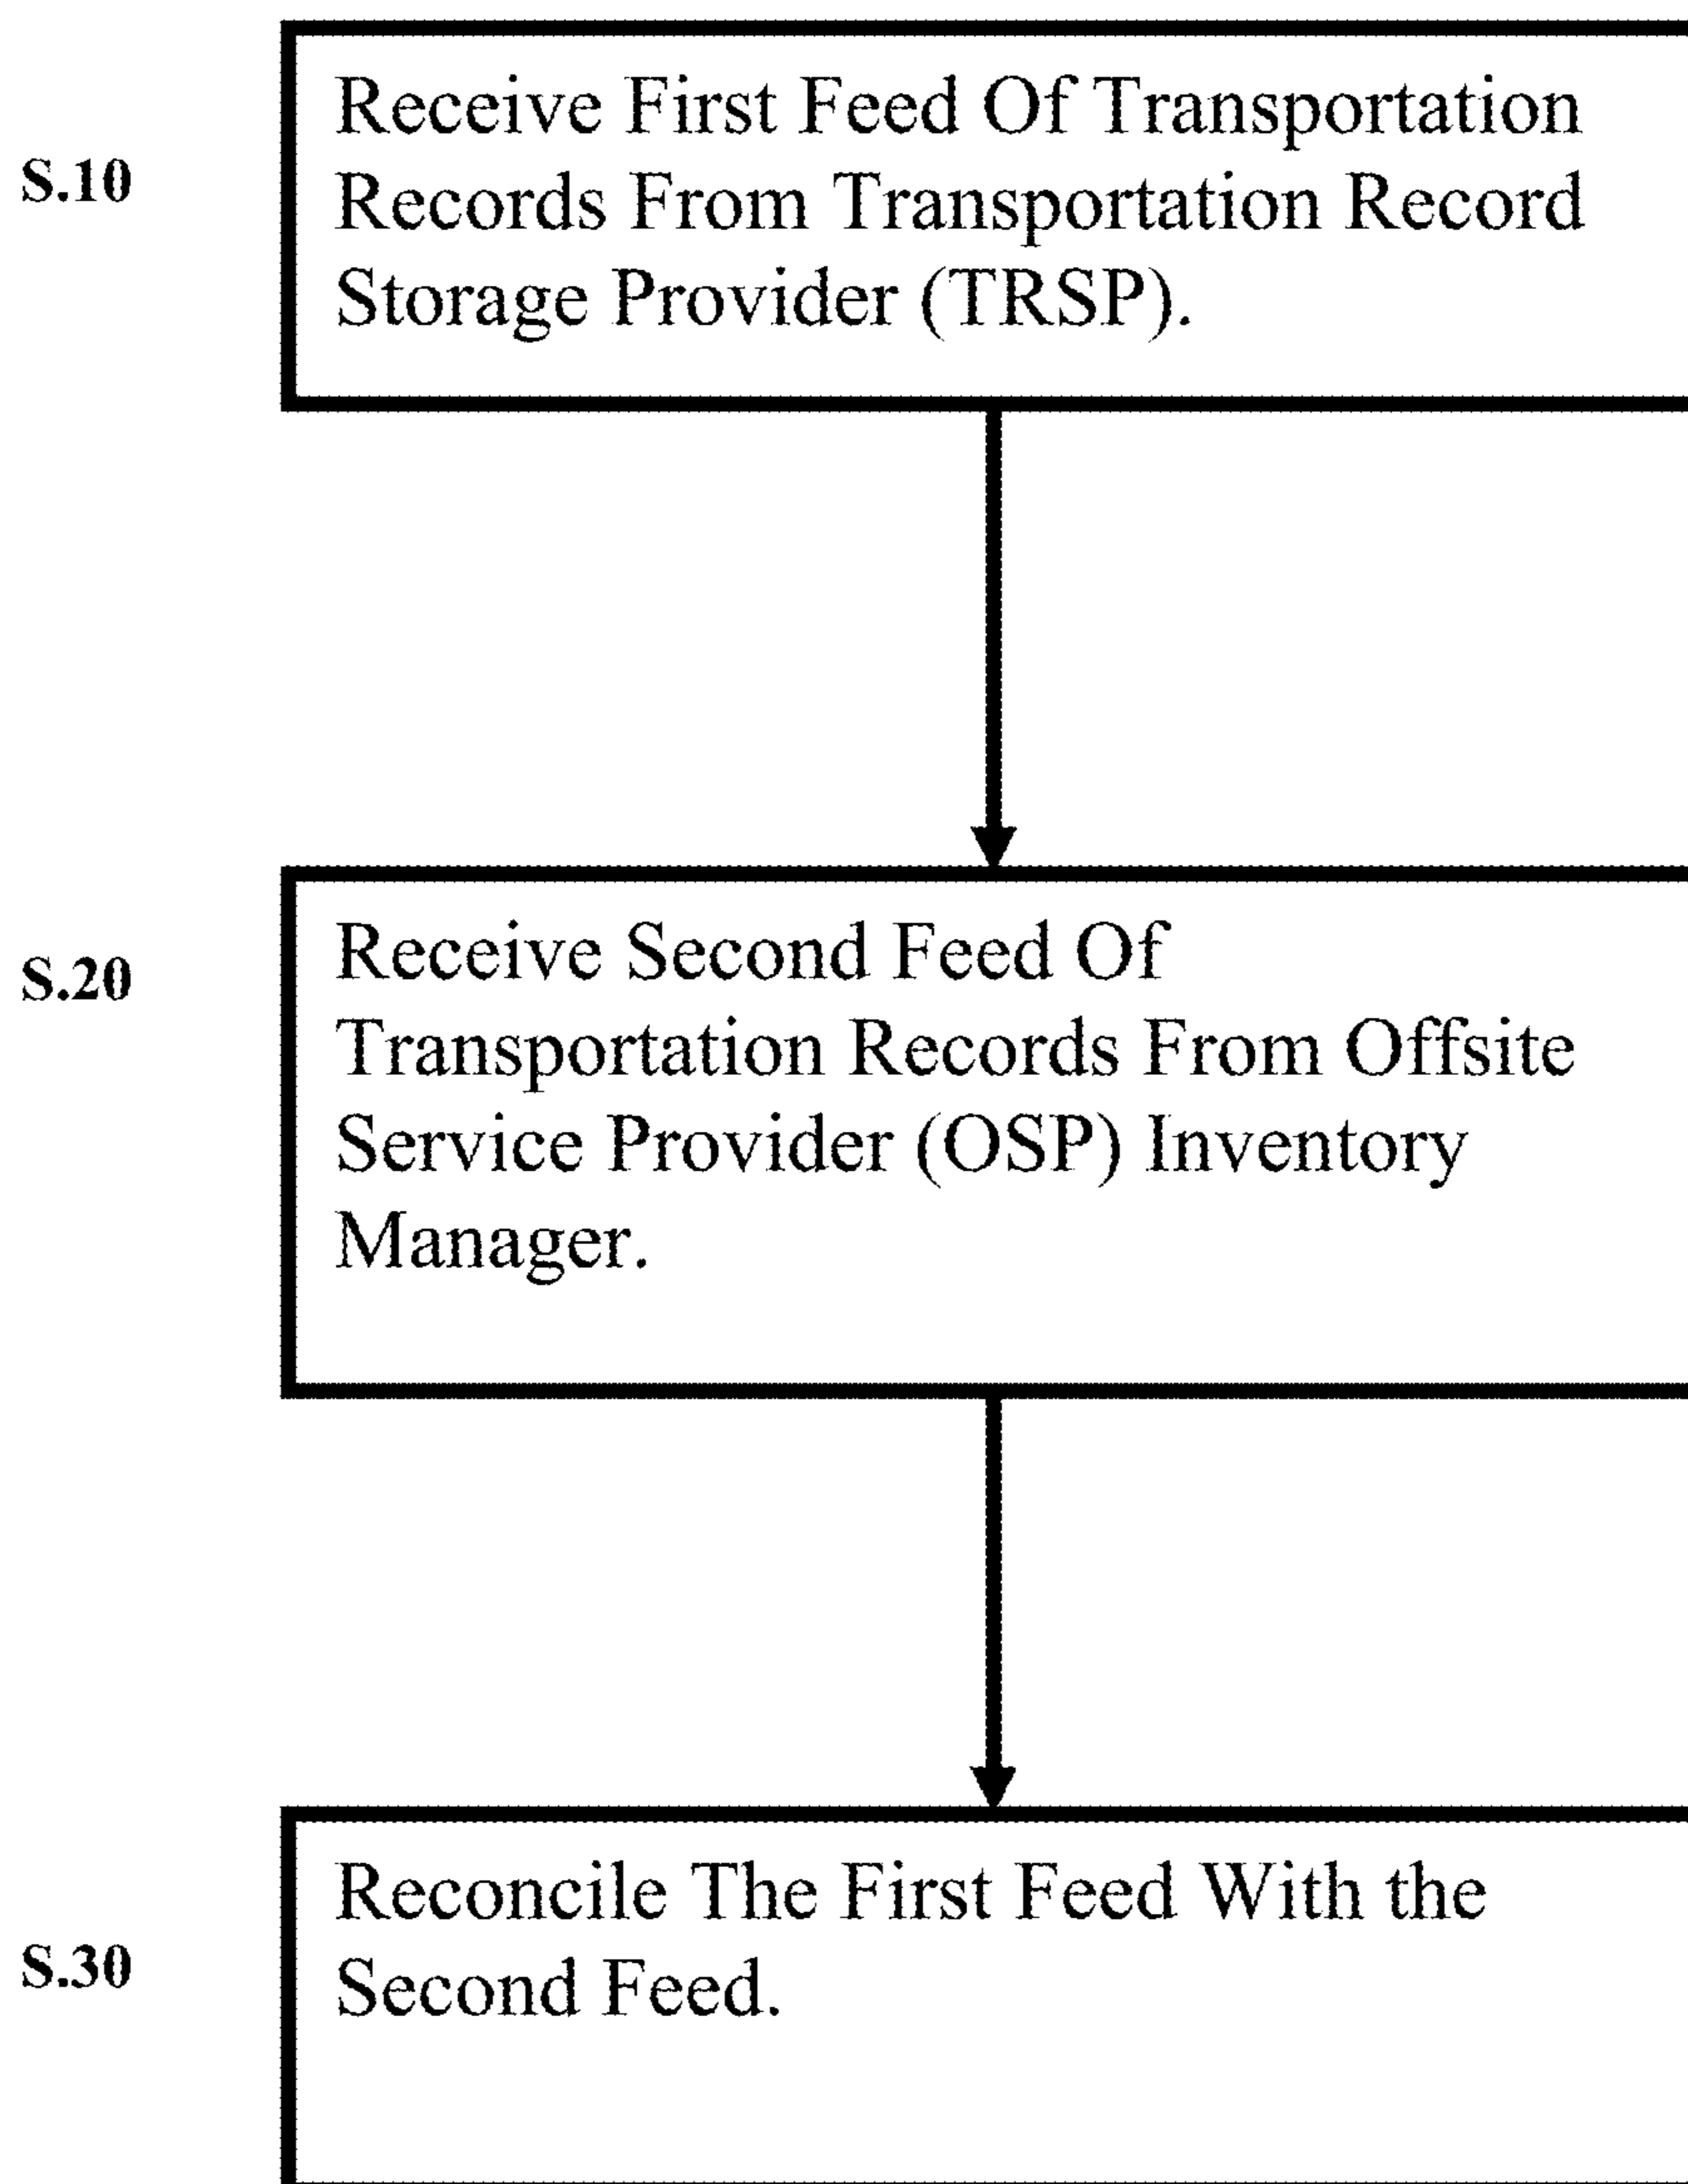 S.10
Receive First Feed Of Transportation
Records From Transportation Record
Storage Provider (TRSP).
S.20
Receive Second Feed Of
Transportation Records From Offsite
Service Provider (OSP) Inventory
Manager.
S.30
Reconcile The First Feed With the
Second Feed.